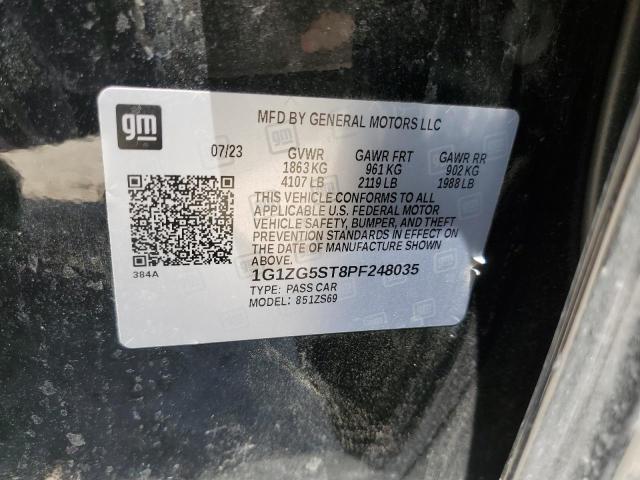 gm
MFD BY GENERAL MOTORS LLC
07/23 GVWR GAWR FRT GAWR RR
1863 KG 961 KG 902 KG
4107 LB 2119 LB 1988 LB
THIS VEHICLE CONFORMS TO ALL
APPLICABLE U.S. FEDERAL MOTOR
VEHICLE SAFETY, BUMPER, AND THEFT
PREVENTION STANDARDS IN EFFECT ON
THE DATE OF MANUFACTURE SHOWN
ABOVE.
384A
1G1ZG5ST8PF248035
TYPE: PASS CAR
MODEL: 851ZS69